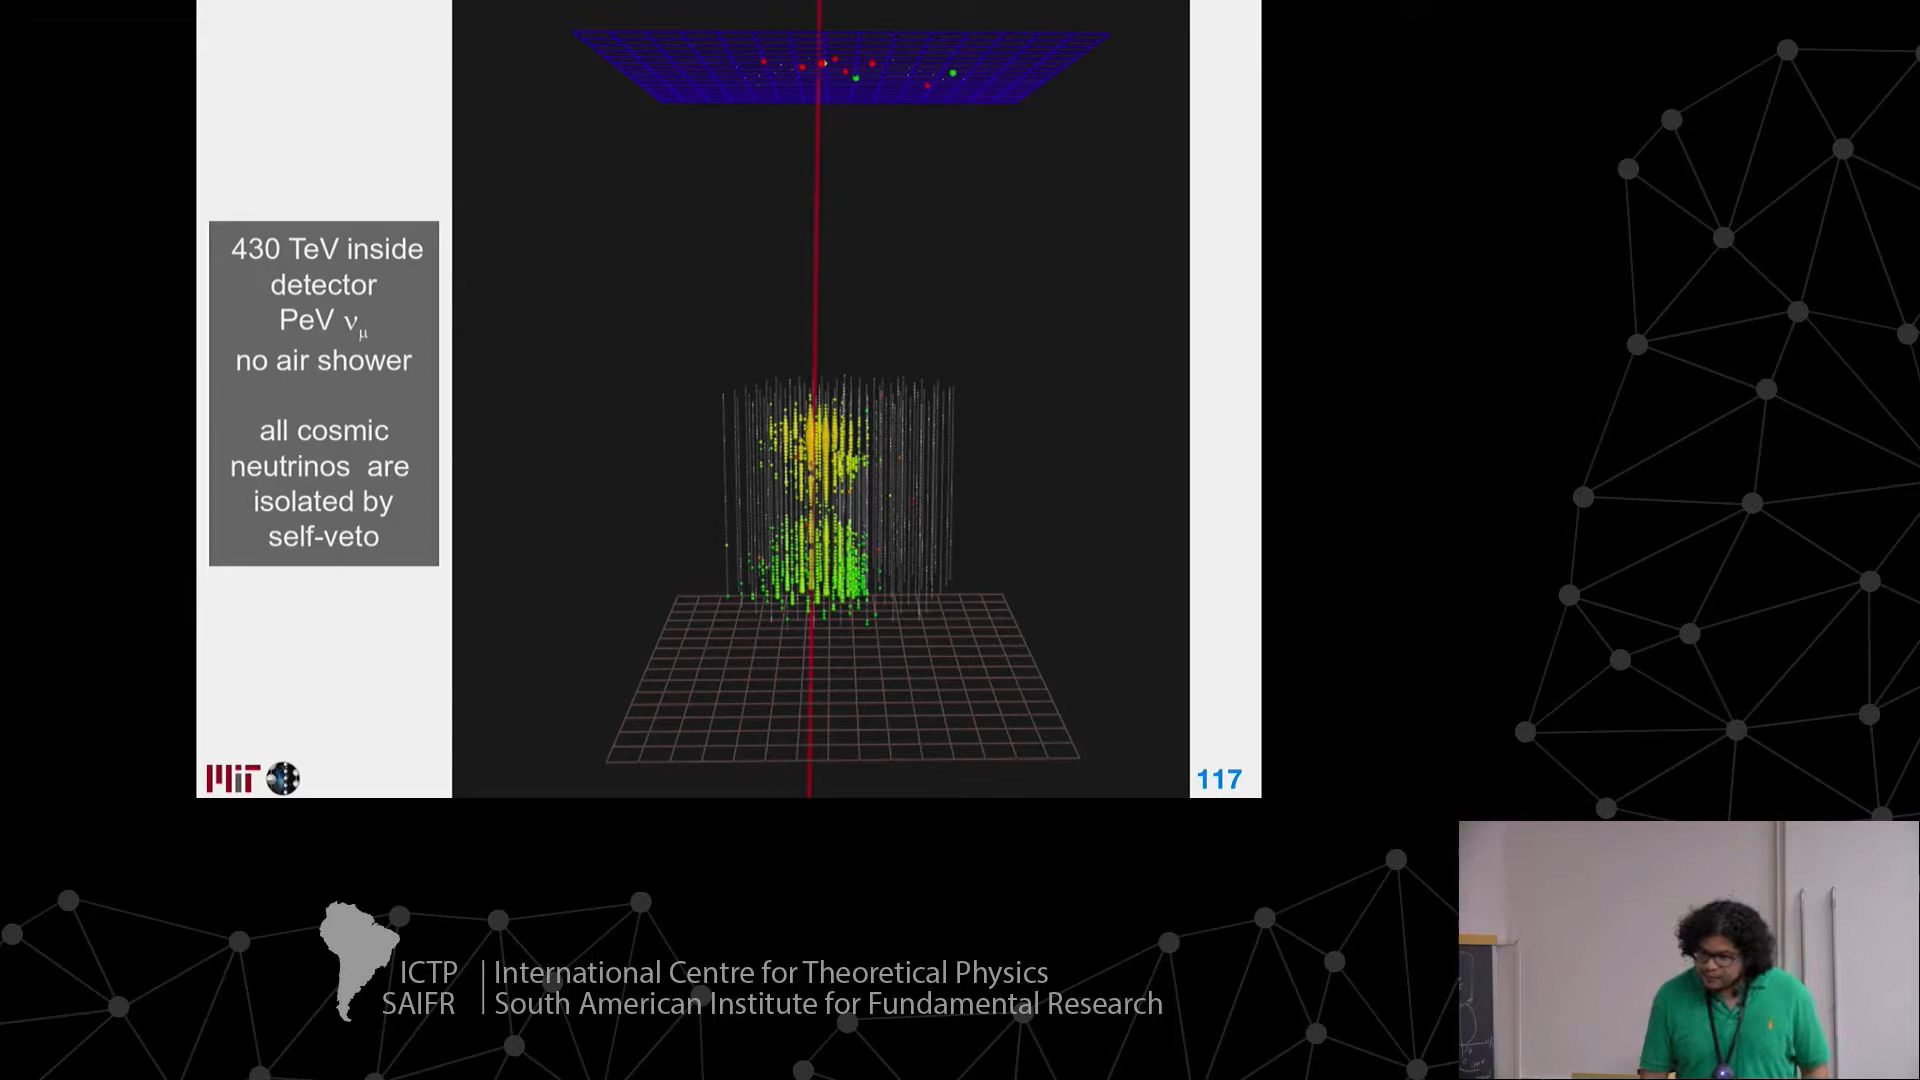 430 TeV inside
detector
PeV νμ
no air shower
all cosmic
neutrinos are
isolated by
self-veto
MIT
117
ICTP
SAIFR
International Centre for Theoretical Physics
South American Institute for Fundamental Research